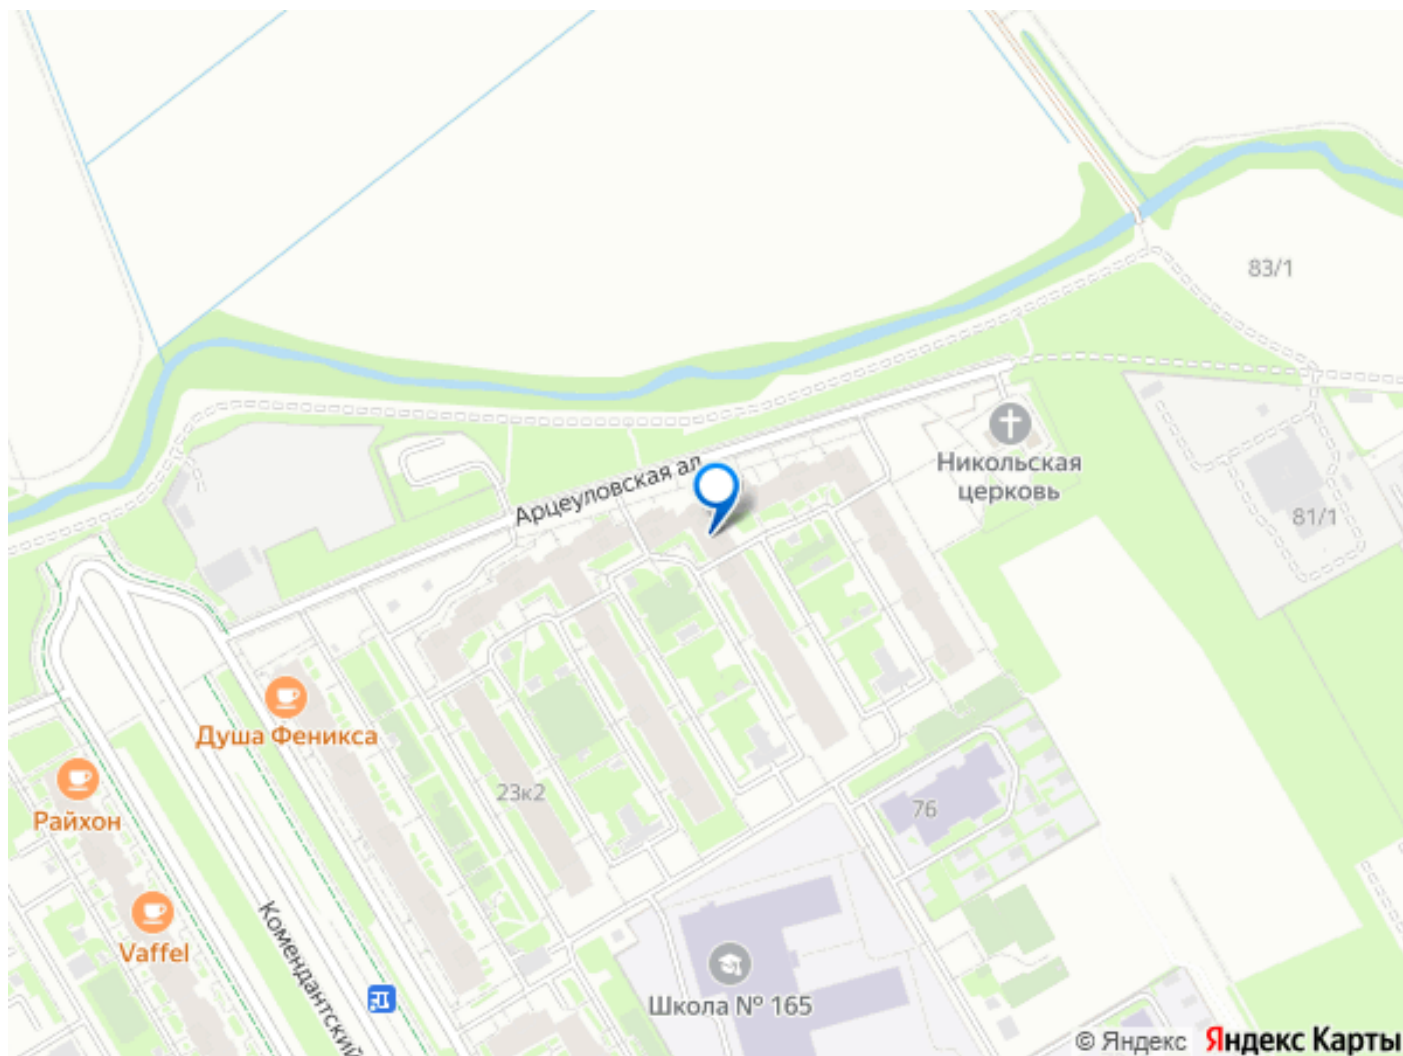 83/1
Никольская
церковь
Арцеуловская ал.
81/1
Душа Феникса
23к2
76
Райхон
Vaffel
Комендантский
Школа № 165
© Яндекс Яндекс Карты